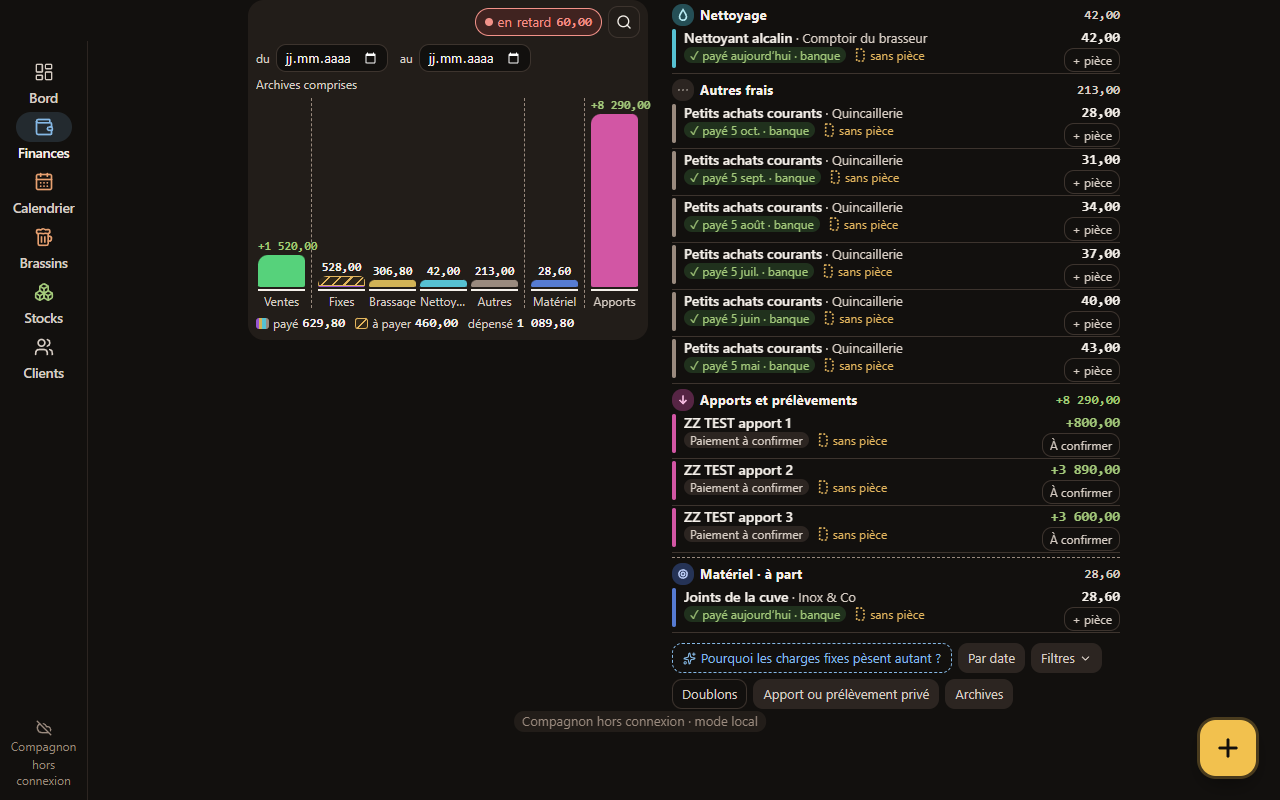 Bord
Finances
Calendrier
Brassins
Stocks
Clients
Compagnon
hors
connexion
en retard 60,00
du jj.mm.aaaa au jj.mm.aaaa
Archives comprises
+8 290,00
+1 520,00
528,00 306,80 42,00 213,00 28,60
Ventes Fixes Brassage Nettoy… Autres Matériel Apports
payé 629,80 à payer 460,00 dépensé 1 089,80
Nettoyage 42,00
Nettoyant alcalin · Comptoir du brasseur 42,00
✓ payé aujourd'hui · banque sans pièce + pièce
Autres frais 213,00
Petits achats courants · Quincaillerie 28,00
✓ payé 5 oct. · banque sans pièce + pièce
Petits achats courants · Quincaillerie 31,00
✓ payé 5 sept. · banque sans pièce + pièce
Petits achats courants · Quincaillerie 34,00
✓ payé 5 août · banque sans pièce + pièce
Petits achats courants · Quincaillerie 37,00
✓ payé 5 juil. · banque sans pièce + pièce
Petits achats courants · Quincaillerie 40,00
✓ payé 5 juin · banque sans pièce + pièce
Petits achats courants · Quincaillerie 43,00
✓ payé 5 mai · banque sans pièce + pièce
Apports et prélèvements +8 290,00
ZZ TEST apport 1 +800,00
Paiement à confirmer sans pièce À confirmer
ZZ TEST apport 2 +3 890,00
Paiement à confirmer sans pièce À confirmer
ZZ TEST apport 3 +3 600,00
Paiement à confirmer sans pièce À confirmer
Matériel · à part 28,60
Joints de la cuve · Inox & Co 28,60
✓ payé aujourd'hui · banque sans pièce + pièce
Pourquoi les charges fixes pèsent autant ? Par date Filtres
Doublons Apport ou prélèvement privé Archives
Compagnon hors connexion · mode local